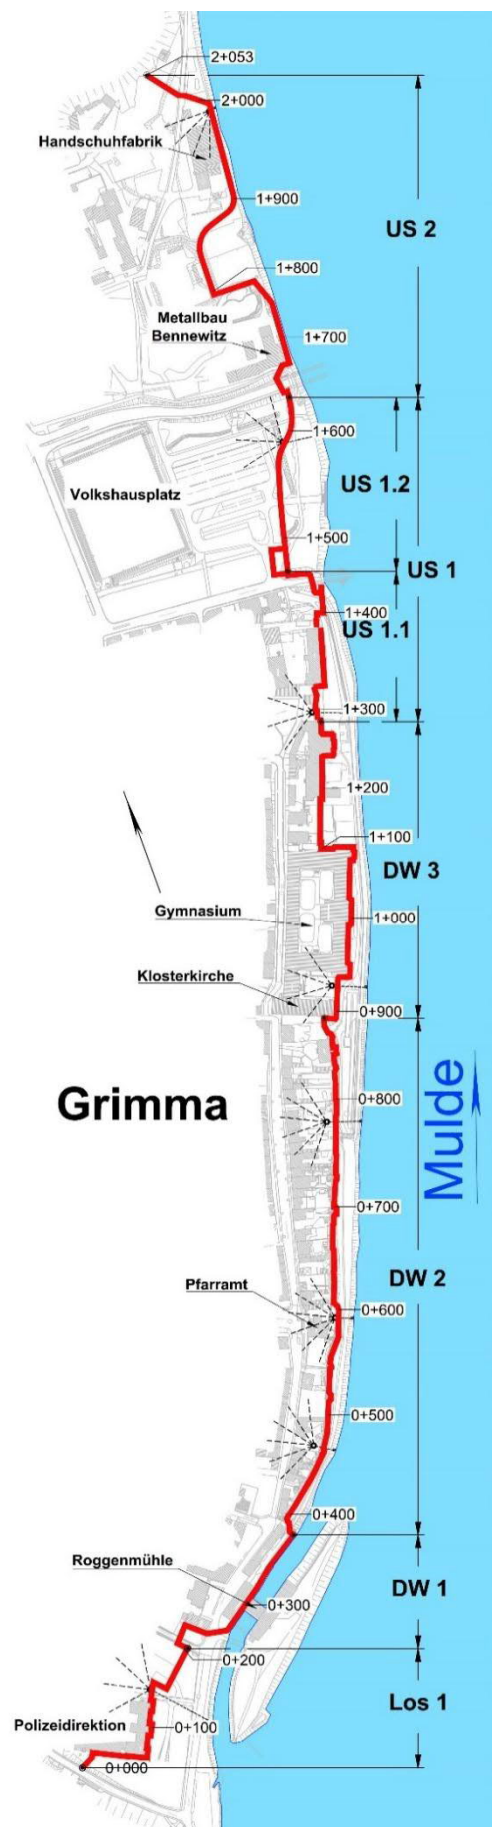 2+053
2+000
Handschuhfabrik
1+900
US 2
1+800
Metallbau
Bennewitz
1+700
1+600
US 1.2
Volkshausplatz
1+500
US 1
1+400
US 1.1
1+300
1+200
1+100
DW 3
Gymnasium
1+000
Klosterkirche
0+900
Grimma
0+800
Mulde
0+700
DW 2
Pfarramt
0+600
0+500
0+400
Roggenmühle
DW 1
0+300
0+200
Los 1
Polizeidirektion
0+100
0+000